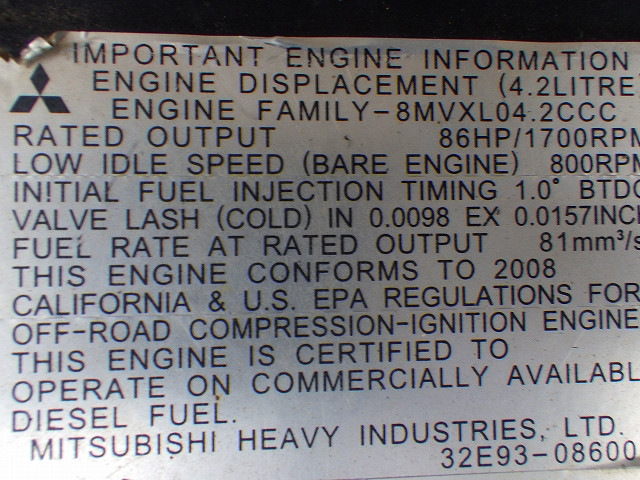 IMPORTANT ENGINE INFORMATION
ENGINE DISPLACEMENT (4.2LITRE
ENGINE FAMILY-8MVXL04.2CCC
RATED OUTPUT 86HP/1700RPM
LOW IDLE SPEED (BARE ENGINE) 800RPM
INITIAL FUEL INJECTION TIMING 1.0° BTDC
VALVE LASH (COLD) IN 0.0098 EX 0.0157INCH
FUEL RATE AT RATED OUTPUT 81mm³/s
THIS ENGINE CONFORMS TO 2008
CALIFORNIA & U.S. EPA REGULATIONS FOR
OFF-ROAD COMPRESSION-IGNITION ENGINE
THIS ENGINE IS CERTIFIED TO
OPERATE ON COMMERCIALLY AVAILABL
DIESEL FUEL.
MITSUBISHI HEAVY INDUSTRIES, LTD.
32E93-08600